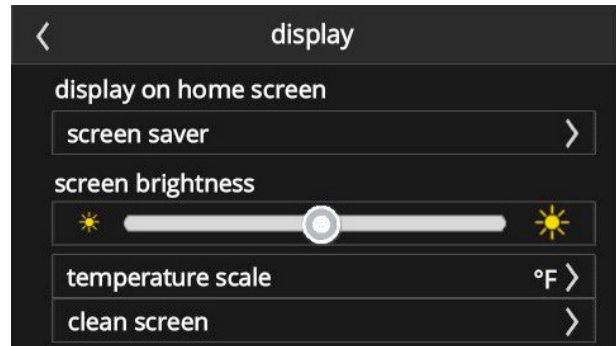 display
display on home screen
screen saver
screen brightness
temperature scale °F
clean screen